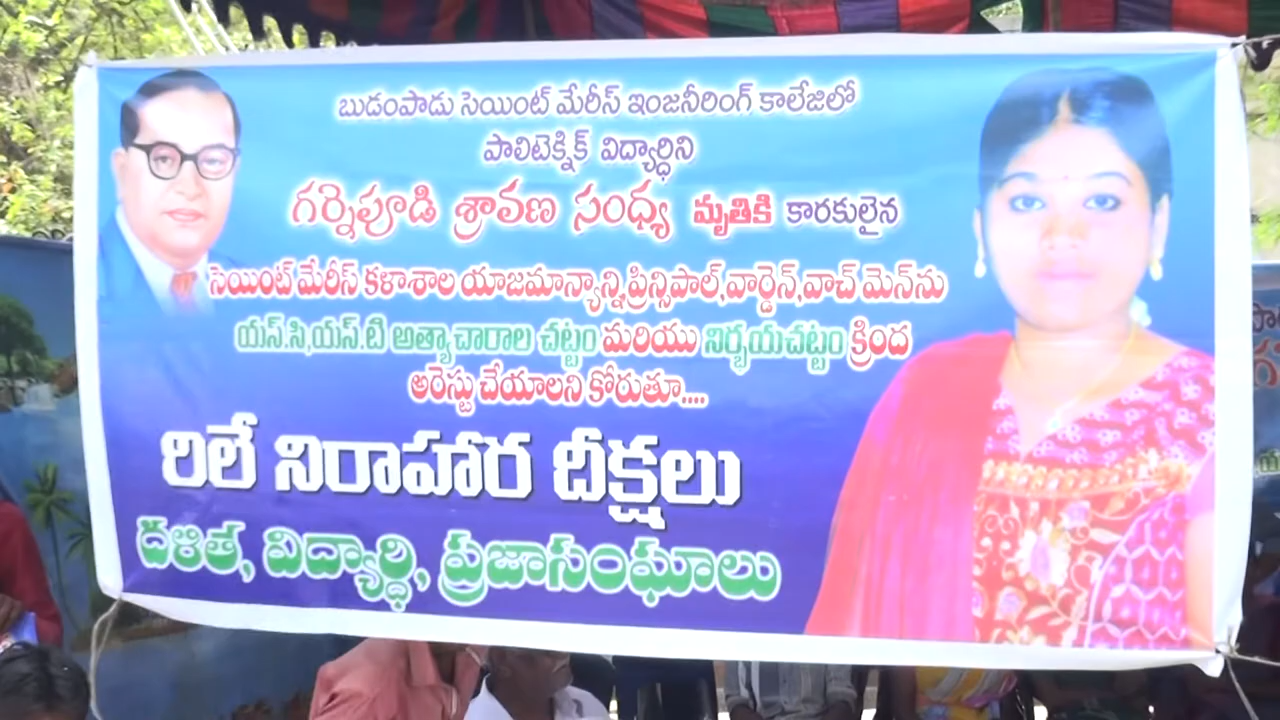 బుడంపాడు సెయింట్ మేరీస్ ఇంజనీరింగ్ కాలేజిలో
పాలిటెక్నిక్ విద్యార్థిని
గర్నెపూడి శ్రావణ సంధ్య మృతికి కారకులైన
సెయింట్ మేరీస్ కళాశాల యాజమాన్యాన్ని,ప్రిన్సిపాల్,వార్డెన్,వాచ్ మెన్‌ను
యస్.సి,యస్.టి అత్యాచారాల చట్టం మరియు నిర్భయచట్టం క్రింద
అరెస్టు చేయాలని కోరుతూ....
రిలే నిరాహార దీక్షలు
దళిత, విద్యార్థి, ప్రజాసంఘాలు